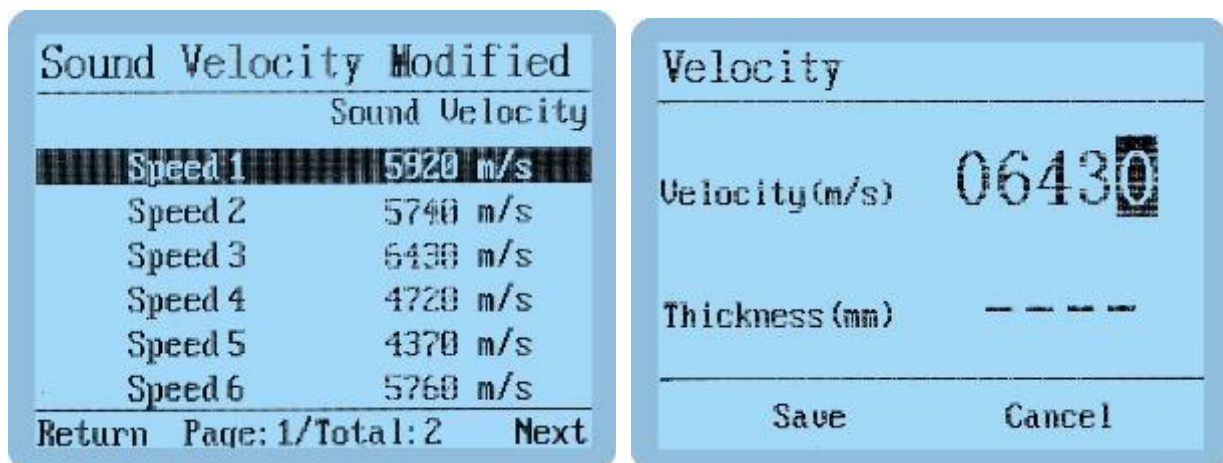 Sound Velocity Modified
Sound Velocity
Speed 1 5920 m/s
Speed 2 5740 m/s
Speed 3 6430 m/s
Speed 4 4720 m/s
Speed 5 4370 m/s
Speed 6 5760 m/s
Return Page:1/Total:2 Next
Velocity
Velocity(m/s) 06430
Thickness(mm) ----
Save Cancel